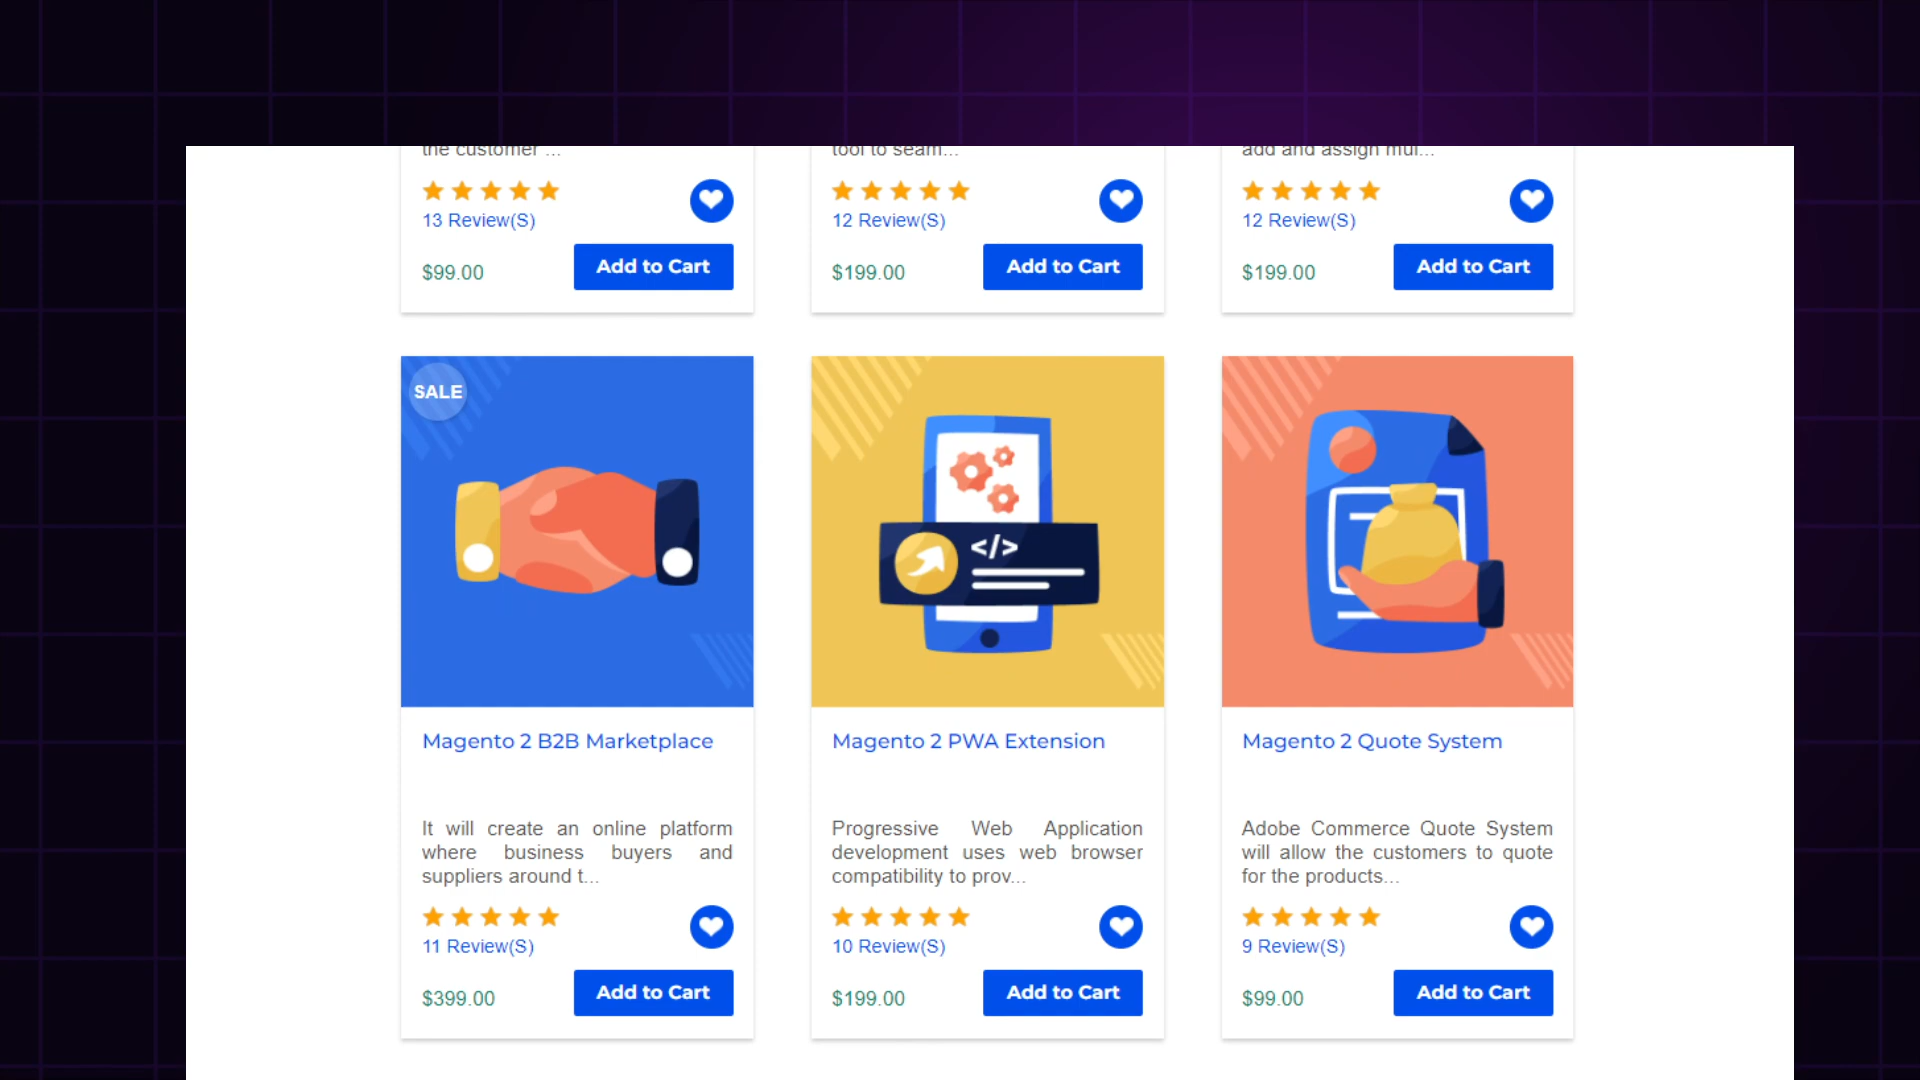 the customer ...
tool to seam...
add and assign mul...
13 Review(S)
12 Review(S)
12 Review(S)
$99.00
Add to Cart
$199.00
Add to Cart
$199.00
Add to Cart
SALE
</>
Magento 2 B2B Marketplace
Magento 2 PWA Extension
Magento 2 Quote System
It will create an online platform
where business buyers and
suppliers around t...
Progressive Web Application
development uses web browser
compatibility to prov...
Adobe Commerce Quote System
will allow the customers to quote
for the products...
11 Review(S)
10 Review(S)
9 Review(S)
$399.00
Add to Cart
$199.00
Add to Cart
$99.00
Add to Cart